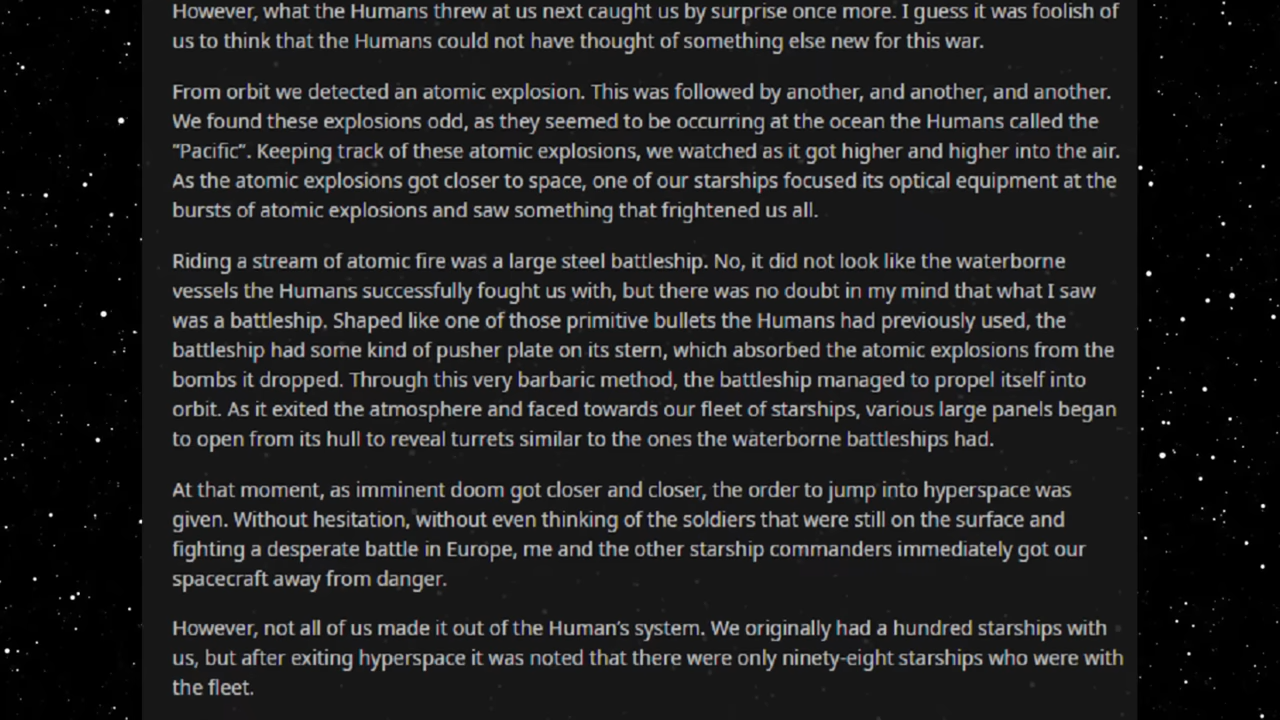 However, what the Humans threw at us next caught us by surprise once more. I guess it was foolish of
us to think that the Humans could not have thought of something else new for this war.
From orbit we detected an atomic explosion. This was followed by another, and another, and another.
We found these explosions odd, as they seemed to be occurring at the ocean the Humans called the
"Pacific". Keeping track of these atomic explosions, we watched as it got higher and higher into the air.
As the atomic explosions got closer to space, one of our starships focused its optical equipment at the
bursts of atomic explosions and saw something that frightened us all.
Riding a stream of atomic fire was a large steel battleship. No, it did not look like the waterborne
vessels the Humans successfully fought us with, but there was no doubt in my mind that what I saw
was a battleship. Shaped like one of those primitive bullets the Humans had previously used, the
battleship had some kind of pusher plate on its stern, which absorbed the atomic explosions from the
bombs it dropped. Through this very barbaric method, the battleship managed to propel itself into
orbit. As it exited the atmosphere and faced towards our fleet of starships, various large panels began
to open from its hull to reveal turrets similar to the ones the waterborne battleships had.
At that moment, as imminent doom got closer and closer, the order to jump into hyperspace was
given. Without hesitation, without even thinking of the soldiers that were still on the surface and
fighting a desperate battle in Europe, me and the other starship commanders immediately got our
spacecraft away from danger.
However, not all of us made it out of the Human's system. We originally had a hundred starships with
us, but after exiting hyperspace it was noted that there were only ninety-eight starships who were with
the fleet.